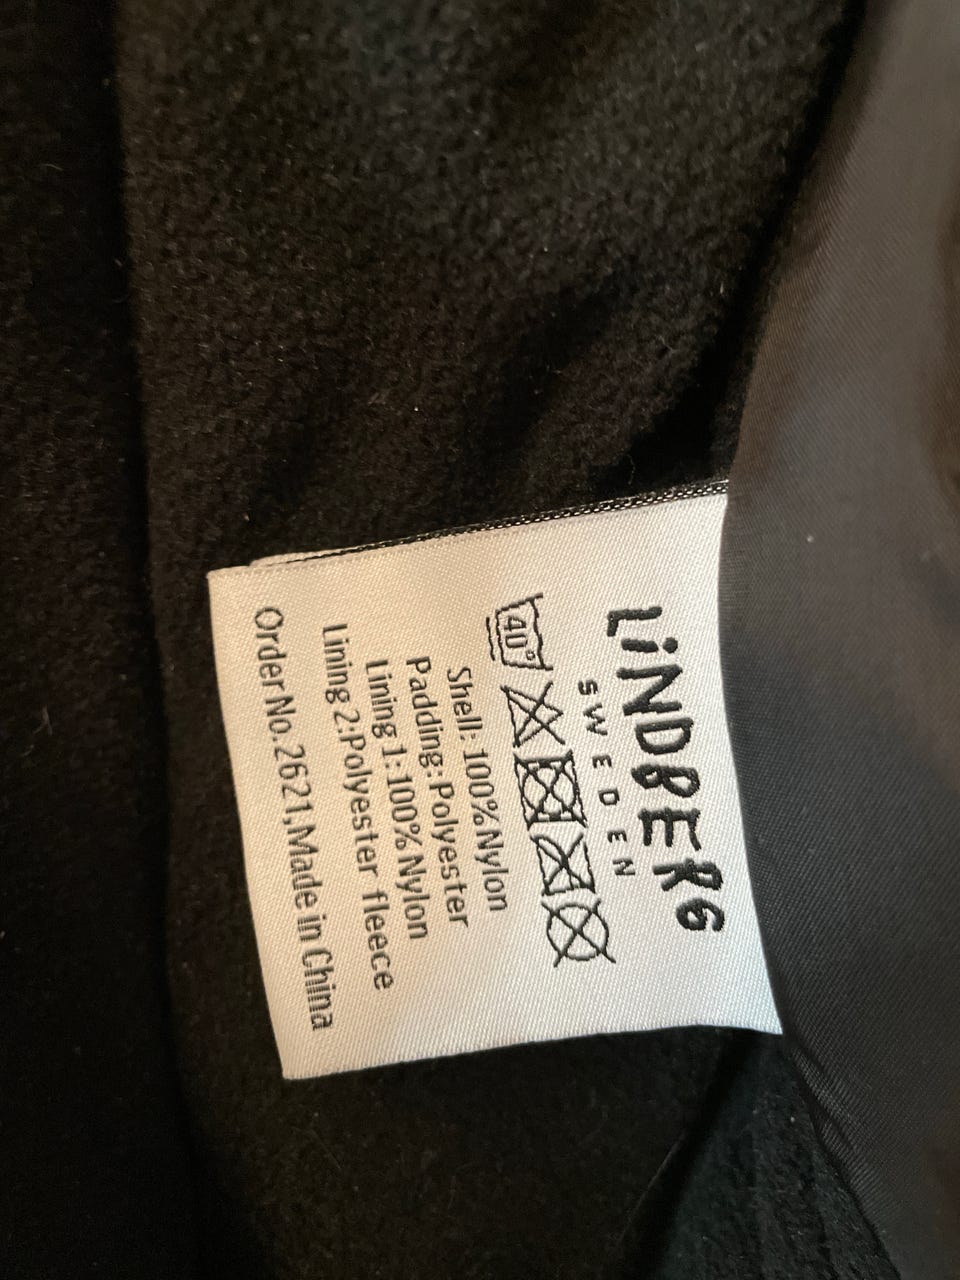 LiNDBERG
SWEDEN
40°
Shell: 100% Nylon
Padding: Polyester
Lining 1: 100% Nylon
Lining 2: Polyester fleece
Order No. 2621, Made in China